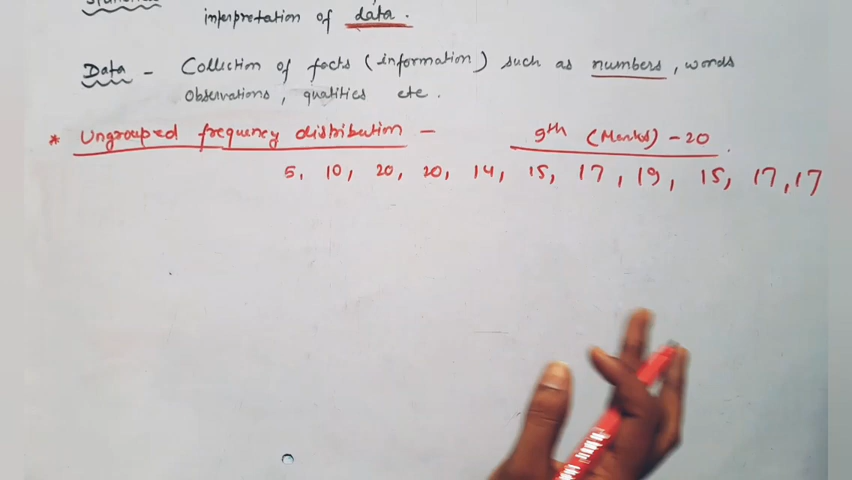 interpretation of data.
Data - Collection of facts (information) such as numbers, words
observations, quatities etc.
* Ungrouped frequency distribution - 9th (Marks) - 20
5, 10, 20, 20, 14, 15, 17, 19, 15, 17, 17